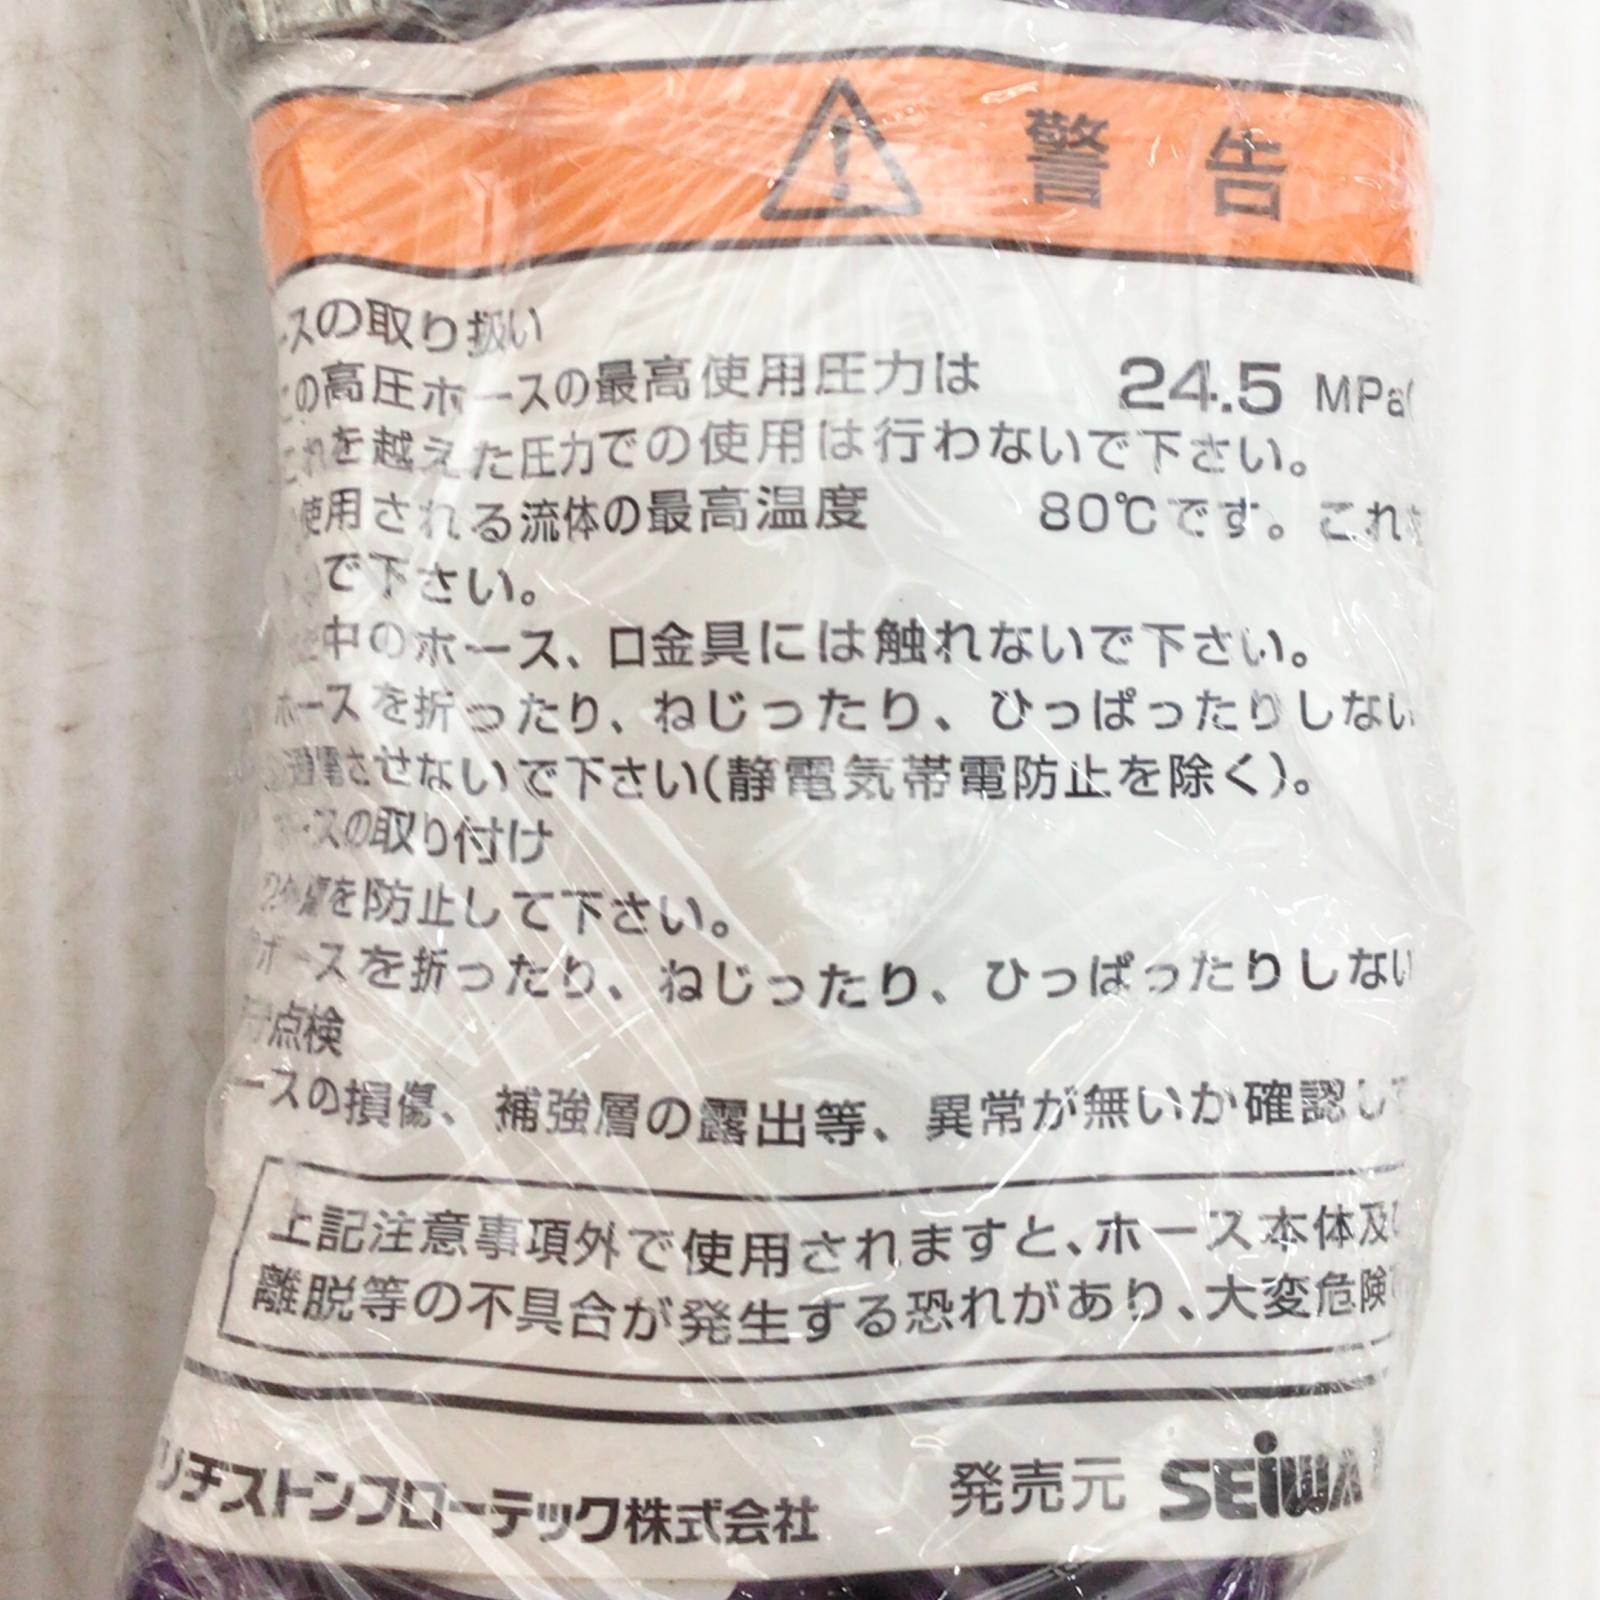 警告
ースの取り扱い
この高圧ホースの最高使用圧力は 24.5 MPa(
これを越えた圧力での使用は行わないで下さい。
使用される流体の最高温度 80℃です。これを
で下さい。
中のホース、口金具には触れないで下さい。
ホースを折ったり、ねじったり、ひっぱったりしない
通電させないで下さい(静電気帯電防止を除く)。
ホースの取り付け
外傷を防止して下さい。
ホースを折ったり、ねじったり、ひっぱったりしない
点検
ースの損傷、補強層の露出等、異常が無いか確認して
上記注意事項外で使用されますと、ホース本体及び
離脱等の不具合が発生する恐れがあり、大変危険で
リヂストンフローテック株式会社 発売元 SEiWA